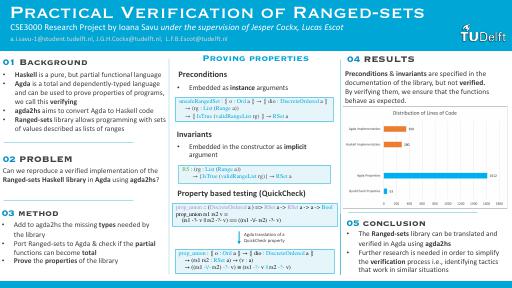 Practical Verification of Ranged-sets
CSE3000 Research Project by Ioana Savu under the supervision of Jesper Cockx, Lucas Escot
a.i.savu-1@student.tudelft.nl, J.G.H.Cockx@TUDelft.nl, L.F.B.Escot@tudelft.nl
TUDelft
01 Background
• Haskell is a pure, but partial functional language
• Agda is a total and dependently-typed language
and can be used to prove properties of programs,
we call this verifying
• agda2hs aims to convert Agda to Haskell code
• Ranged-sets library allows programming with sets
of values described as lists of ranges
02 Problem
Can we reproduce a verified implementation of the
Ranged-sets Haskell library in Agda using agda2hs?
03 Method
• Add to agda2hs the missing types needed by
the library
• Port Ranged-sets to Agda & check if the partial
functions can become total
• Prove the properties of the library
Proving properties
Preconditions
• Embedded as instance arguments
unsafeRangedSet : ⦃ o : Ord a ⦄ → ⦃ dio : DiscreteOrdered a ⦄
→ (rg : List (Range a))
→ ⦃ IsTrue (validRangeList rg) ⦄ → RSet a
Invariants
• Embedded in the constructor as implicit
argument
RS : (rg : List (Range a))
→ {IsTrue (validRangeList rg)} → RSet a
Property based testing (QuickCheck)
prop_union :: (DiscreteOrdered a) => RSet a -> RSet a -> a -> Bool
prop_union rs1 rs2 v =
(rs1 -?- v || rs2 -?- v) == ((rs1 -\/- rs2) -?- v)
Agda translation of a
QuickCheck property
prop_union : ⦃ o : Ord a ⦄ → ⦃ dio : DiscreteOrdered a ⦄
→ (rs1 rs2 : RSet a) → (v : a)
→ ((rs1 -\/- rs2) -?- v) ≡ (rs1 -?- v || rs2 -?- v)
04 Results
Preconditions & invariants are specified in the
documentation of the library, but not verified.
By verifying them, we ensure that the functions
behave as expected.
Distribution of Lines of Code
Agda Implementation
Haskell Implementation
Agda Properties
1612
QuickCheck Properties
0 200 400 600 800 1000 1200 1400 1600 1800
05 Conclusion
• The Ranged-sets library can be translated and
verified in Agda using agda2hs
• Further research is needed in order to simplify
the verification process i.e., identifying tactics
that work in similar situations